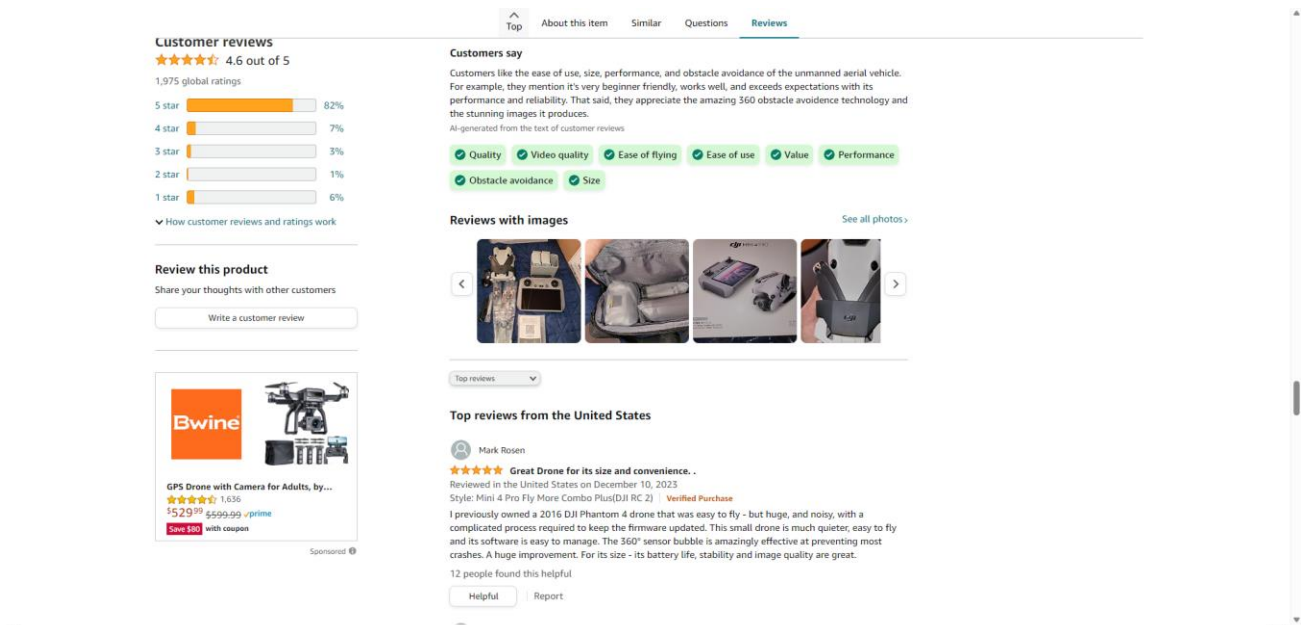 Top
About this item
Similar
Questions
Reviews
Customer reviews
4.6 out of 5
1,975 global ratings
5 star 82%
4 star 7%
3 star 3%
2 star 1%
1 star 6%
How customer reviews and ratings work
Review this product
Share your thoughts with other customers
Write a customer review
Bwine
GPS Drone with Camera for Adults, by...
1,636
$529.99 $599.99 prime
Save $80 with coupon
Sponsored
Customers say
Customers like the ease of use, size, performance, and obstacle avoidance of the unmanned aerial vehicle.
For example, they mention it's very beginner friendly, works well, and exceeds expectations with its
performance and reliability. That said, they appreciate the amazing 360 obstacle avoidence technology and
the stunning images it produces.
AI-generated from the text of customer reviews
Quality
Video quality
Ease of flying
Ease of use
Value
Performance
Obstacle avoidance
Size
Reviews with images
See all photos
dji
Top reviews
Top reviews from the United States
Mark Rosen
Great Drone for its size and convenience. .
Reviewed in the United States on December 10, 2023
Style: Mini 4 Pro Fly More Combo Plus(DJI RC 2) | Verified Purchase
I previously owned a 2016 DJI Phantom 4 drone that was easy to fly - but huge, and noisy, with a
complicated process required to keep the firmware updated. This small drone is much quieter, easy to fly
and its software is easy to manage. The 360° sensor bubble is amazingly effective at preventing most
crashes. A huge improvement. For its size - its battery life, stability and image quality are great.
12 people found this helpful
Helpful
Report